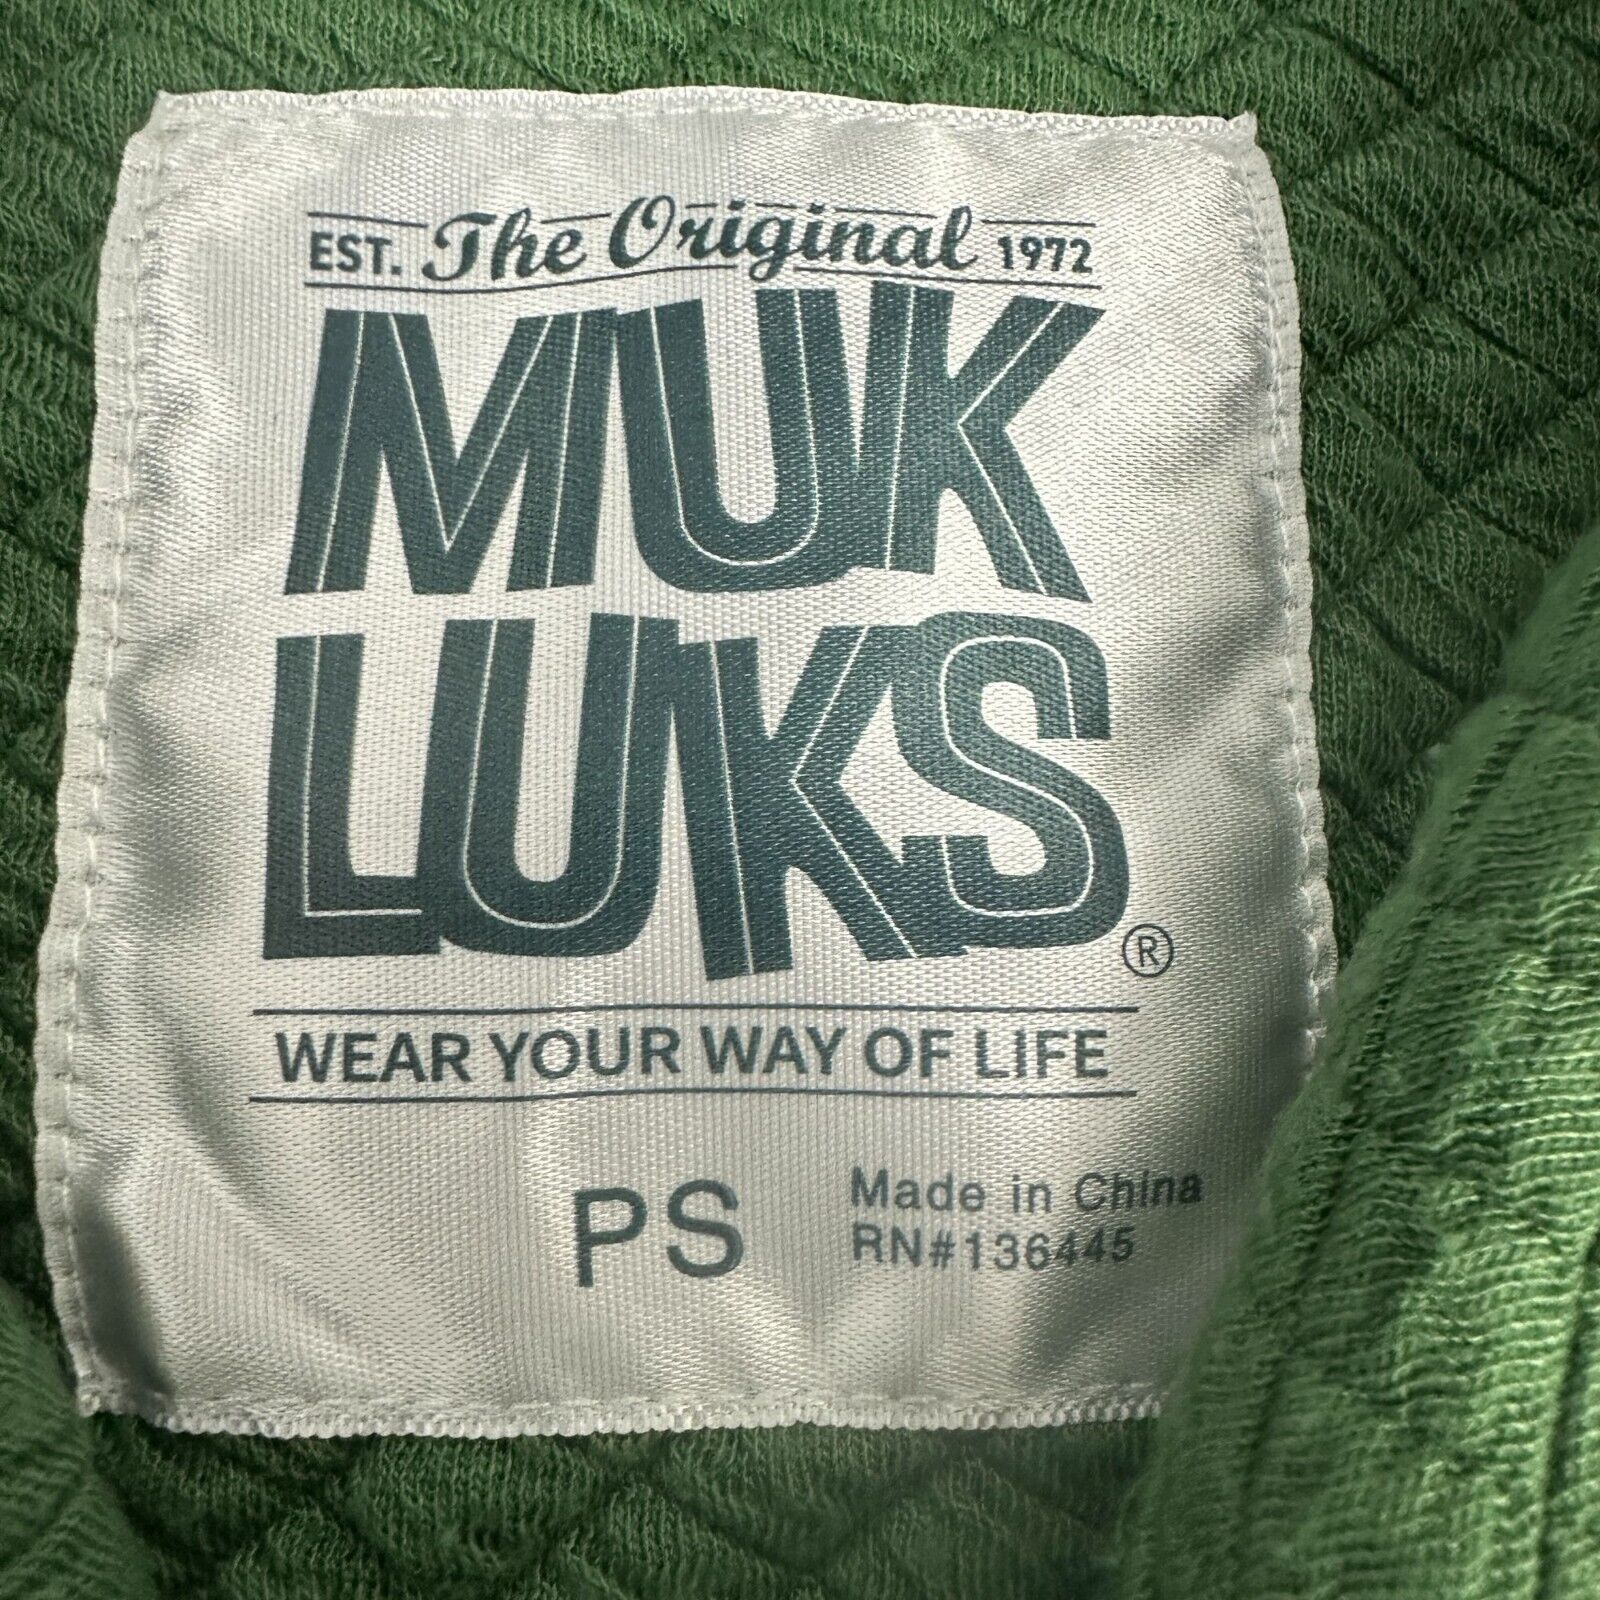 EST. The Original 1972
MUK
LUKS®
WEAR YOUR WAY OF LIFE
PS
Made in China
RN#136445